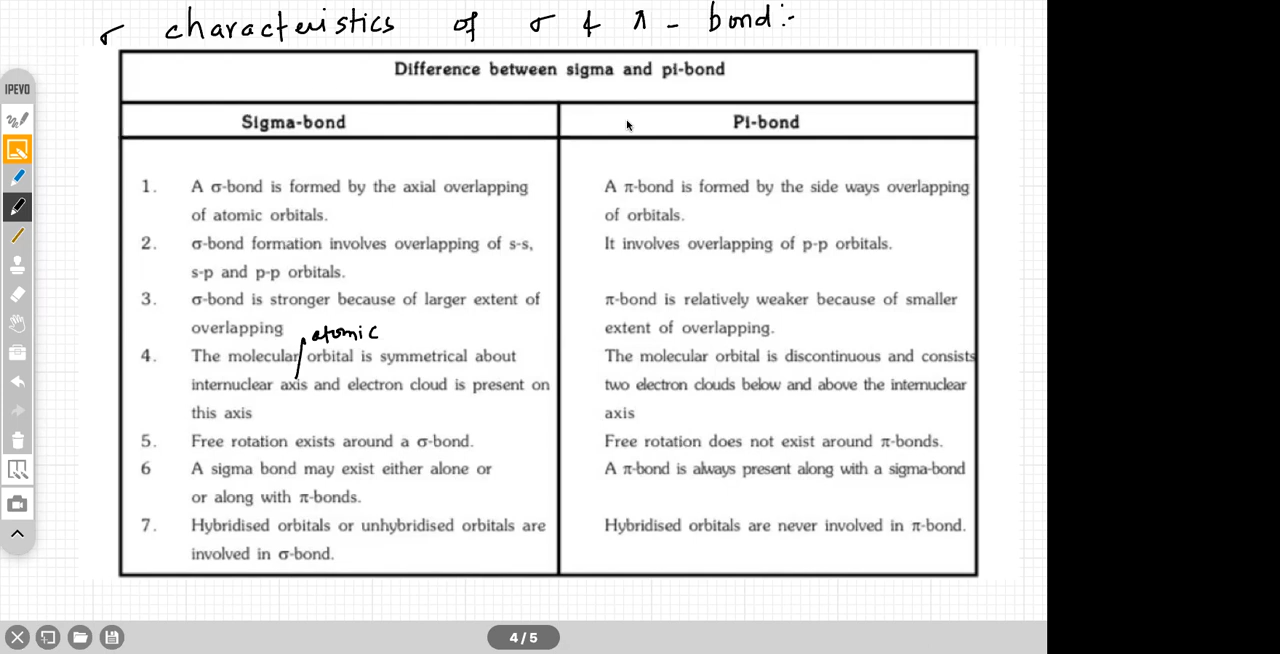 σ characteristics of σ & π - bond:-
IPEVO
Difference between sigma and pi-bond
Sigma-bond
Pi-bond
1. A σ-bond is formed by the axial overlapping
of atomic orbitals.
A π-bond is formed by the side ways overlapping
of orbitals.
2. σ-bond formation involves overlapping of s-s,
s-p and p-p orbitals.
It involves overlapping of p-p orbitals.
3. σ-bond is stronger because of larger extent of
overlapping
π-bond is relatively weaker because of smaller
extent of overlapping.
atomic
4. The molecular orbital is symmetrical about
internuclear axis and electron cloud is present on
this axis
The molecular orbital is discontinuous and consists
two electron clouds below and above the internuclear
axis
5. Free rotation exists around a σ-bond.
Free rotation does not exist around π-bonds.
6 A sigma bond may exist either alone or
or along with π-bonds.
A π-bond is always present along with a sigma-bond
7. Hybridised orbitals or unhybridised orbitals are
involved in σ-bond.
Hybridised orbitals are never involved in π-bond.
4 / 5